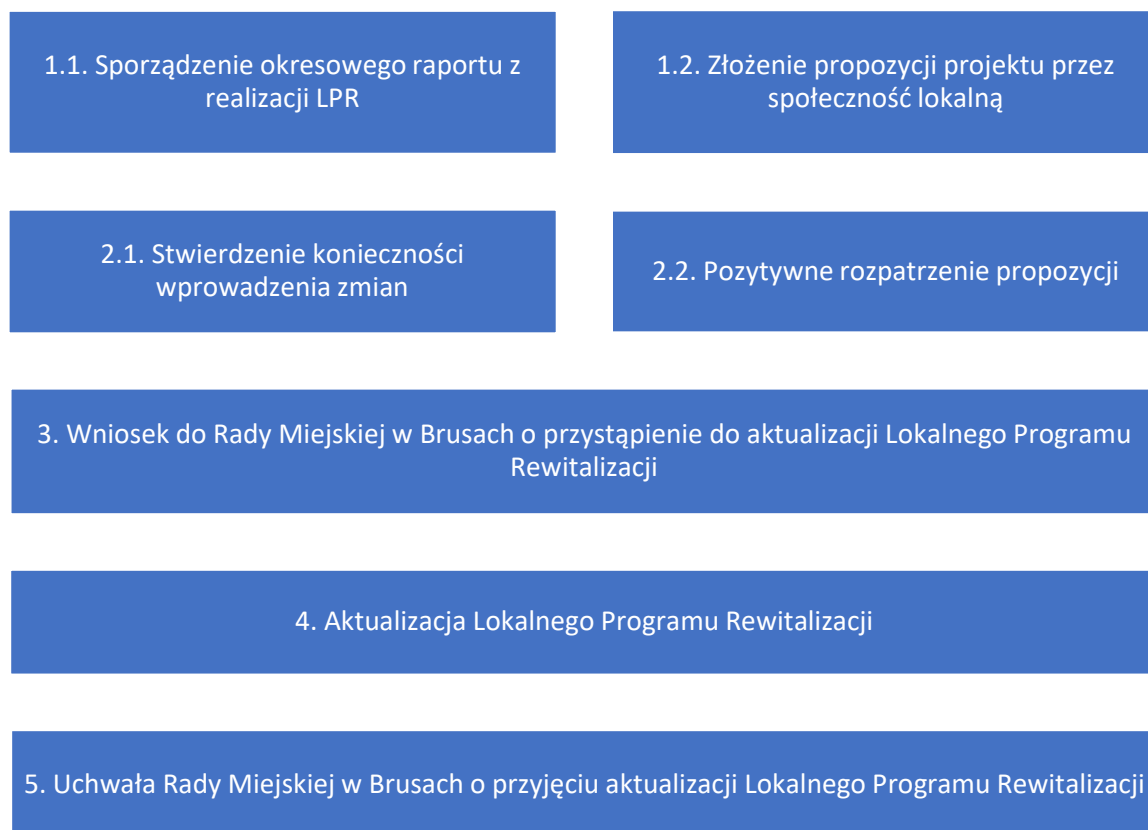 1.1. Sporządzenie okresowego raportu z
realizacji LPR
1.2. Złożenie propozycji projektu przez
społeczność lokalną
2.1. Stwierdzenie konieczności
wprowadzenia zmian
2.2. Pozytywne rozpatrzenie propozycji
3. Wniosek do Rady Miejskiej w Brusach o przystąpienie do aktualizacji Lokalnego Programu
Rewitalizacji
4. Aktualizacja Lokalnego Programu Rewitalizacji
5. Uchwała Rady Miejskiej w Brusach o przyjęciu aktualizacji Lokalnego Programu Rewitalizacji